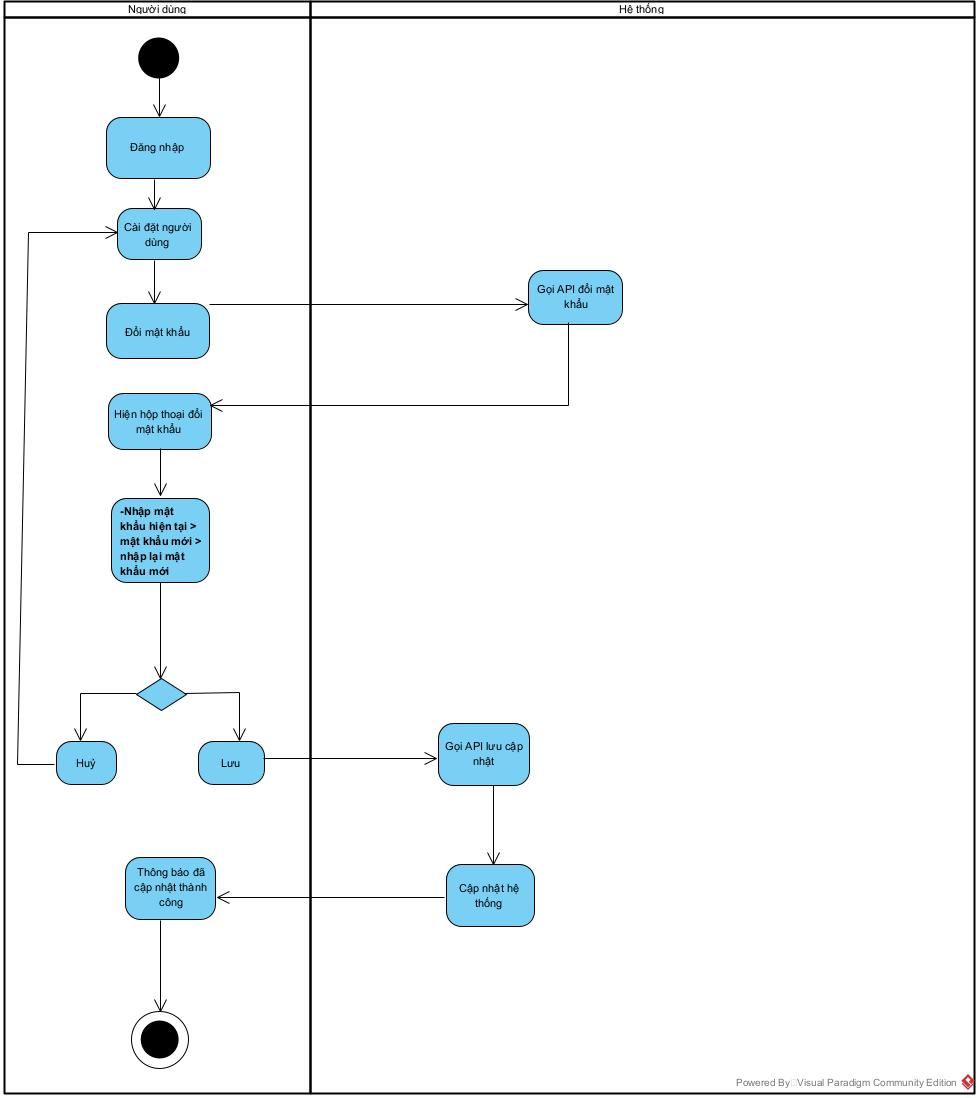 Người dùng
Hệ thống
Đăng nhập
Cài đặt người
dùng
Gọi API đổi mật
khẩu
Đổi mật khẩu
Hiện hộp thoại đổi
mật khẩu
-Nhập mật
khẩu hiện tại >
mật khẩu mới >
nhập lại mật
khẩu mới
Huỷ
Lưu
Gọi API lưu cập
nhật
Thông báo đã
cập nhật thành
công
Cập nhật hệ
thống
Powered By Visual Paradigm Community Edition